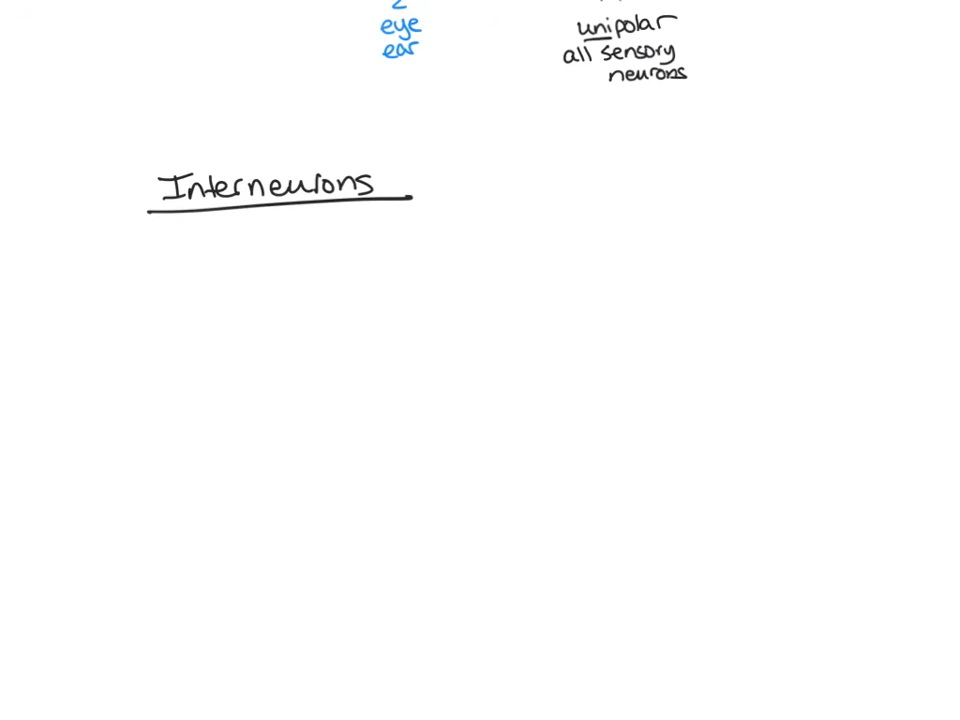 eye
ear
unipolar
all sensory
neurons
Interneurons